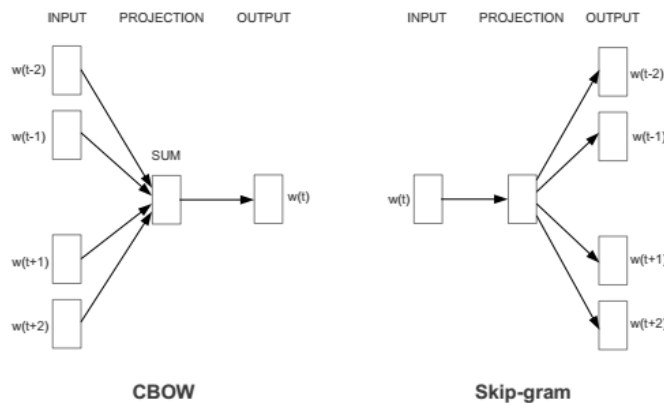 INPUT PROJECTION OUTPUT
w(t-2)
w(t-1)
SUM
w(t)
w(t+1)
w(t+2)
CBOW
INPUT PROJECTION OUTPUT
w(t-2)
w(t-1)
w(t)
w(t+1)
w(t+2)
Skip-gram